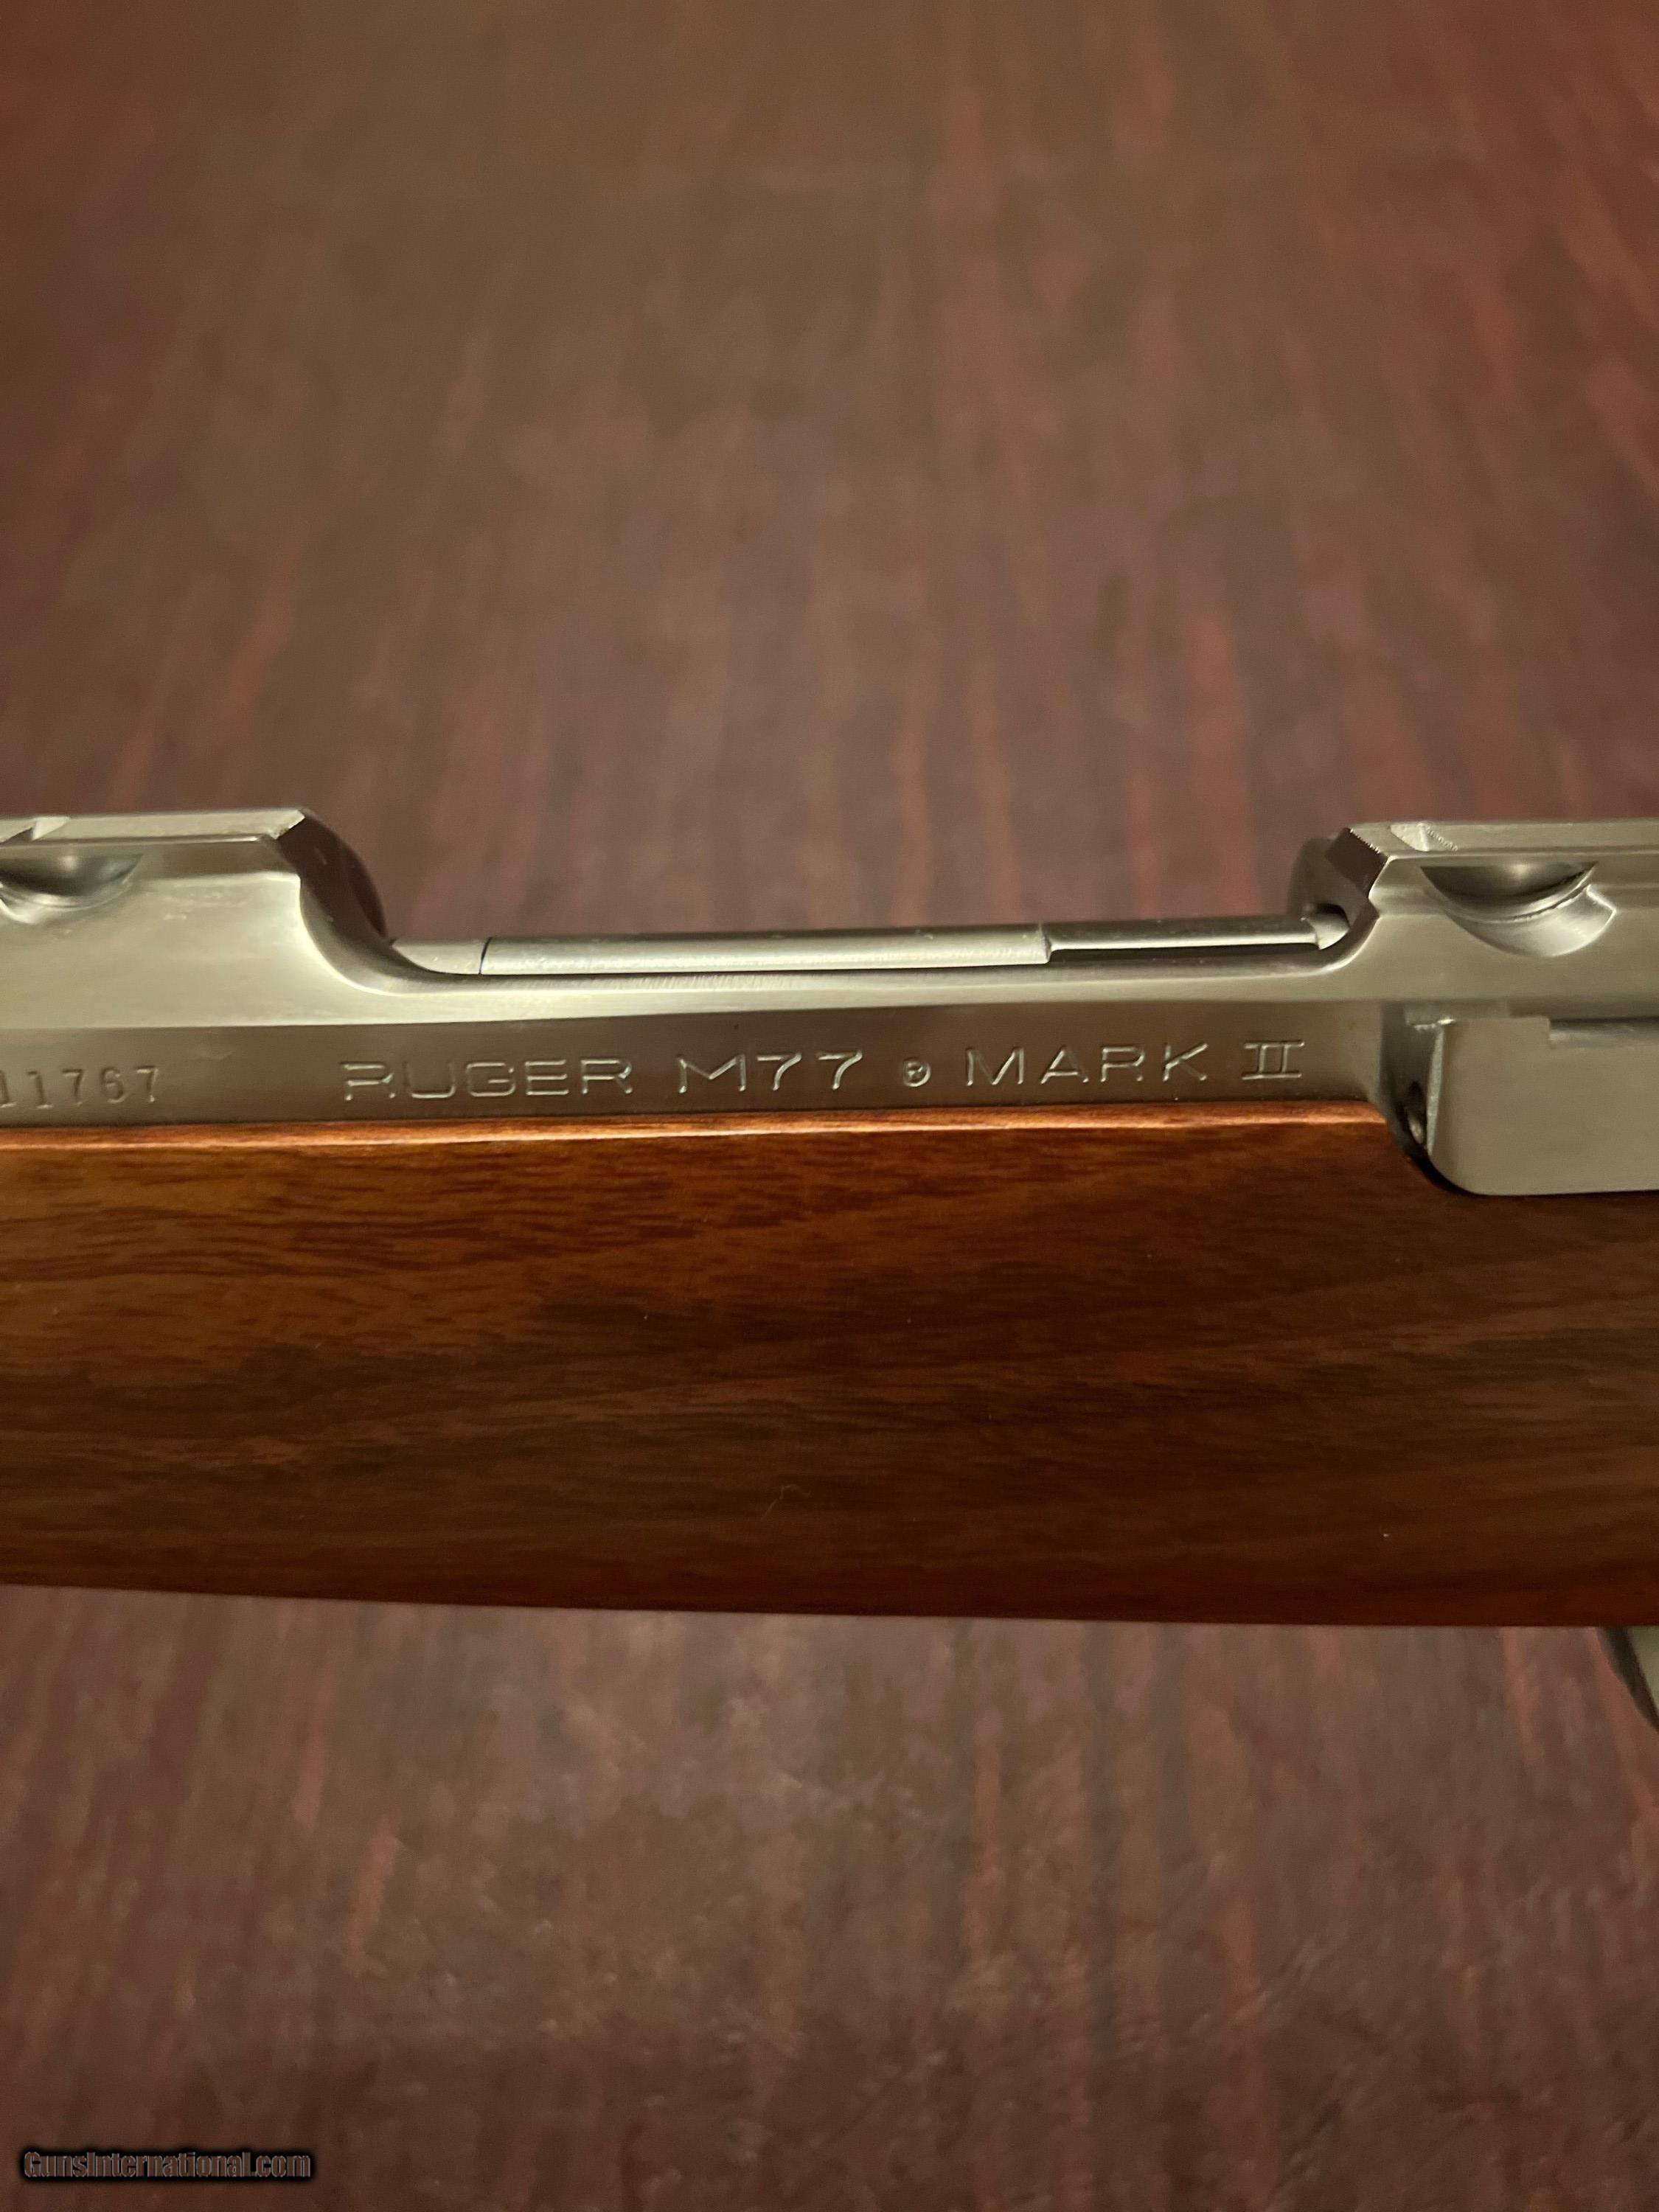 11767 RUGER M77 ® MARK II
GunsInternational.com